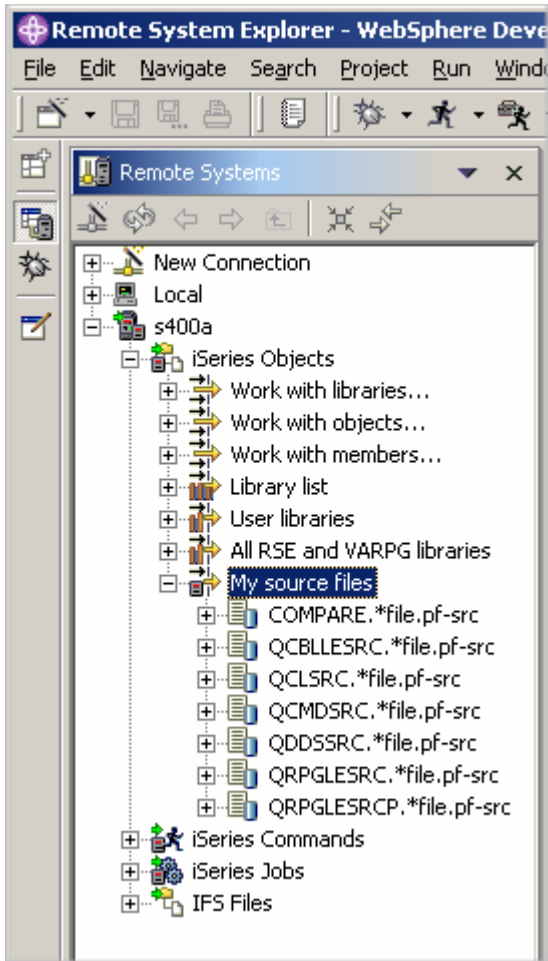 Remote System Explorer - WebSphere Deve
File Edit Navigate Search Project Run Wind
Remote Systems
New Connection
Local
s400a
iSeries Objects
Work with libraries...
Work with objects...
Work with members...
Library list
User libraries
All RSE and VARPG libraries
My source files
COMPARE.*file.pf-src
QCBLLESRC.*file.pf-src
QCLSRC.*file.pf-src
QCMDSRC.*file.pf-src
QDDSSRC.*file.pf-src
QRPGLESRC.*file.pf-src
QRPGLESRCP.*file.pf-src
iSeries Commands
iSeries Jobs
IFS Files